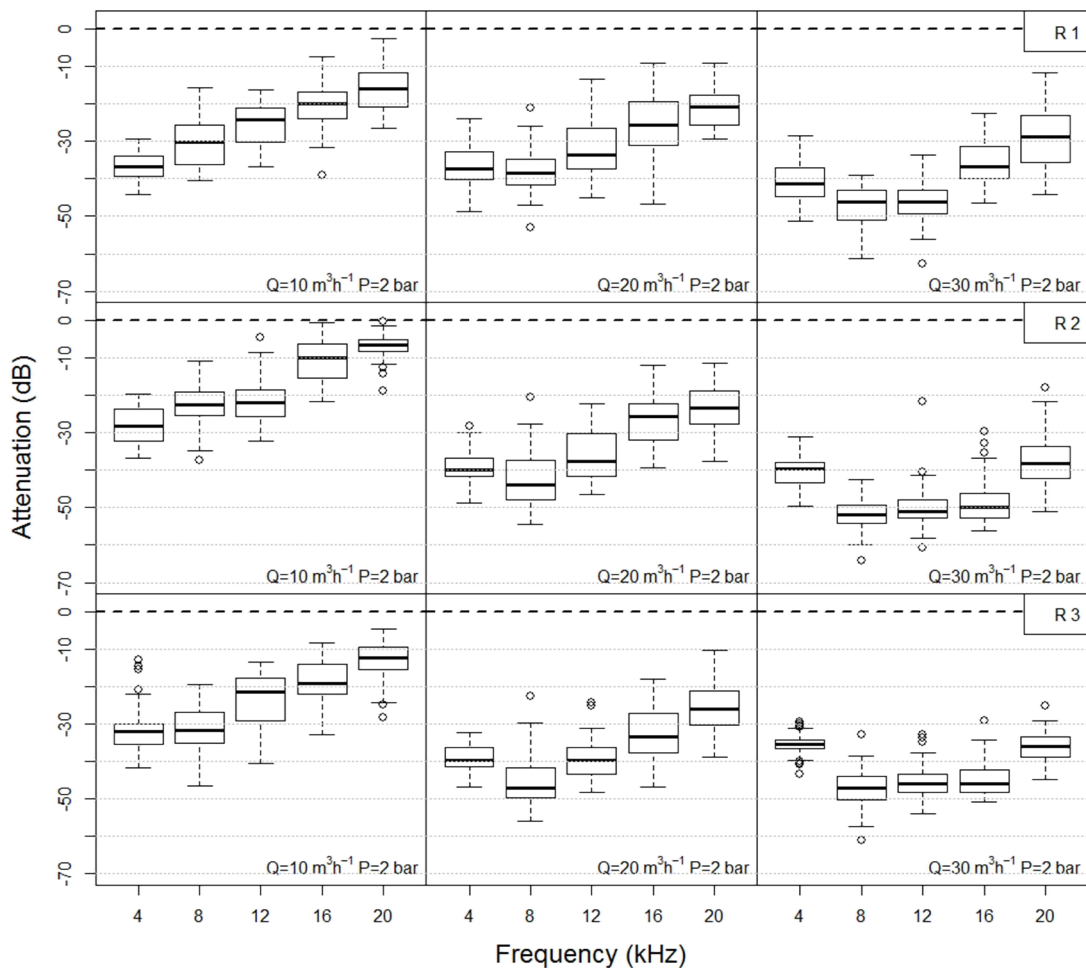 0
-10
-30
-50
-70
R 1
Q=10 m³h⁻¹ P=2 bar
Q=20 m³h⁻¹ P=2 bar
Q=30 m³h⁻¹ P=2 bar
0
-10
-30
-50
-70
R 2
Q=10 m³h⁻¹ P=2 bar
Q=20 m³h⁻¹ P=2 bar
Q=30 m³h⁻¹ P=2 bar
Attenuation (dB)
0
-10
-30
-50
-70
R 3
Q=10 m³h⁻¹ P=2 bar
Q=20 m³h⁻¹ P=2 bar
Q=30 m³h⁻¹ P=2 bar
4 8 12 16 20 4 8 12 16 20 4 8 12 16 20
Frequency (kHz)